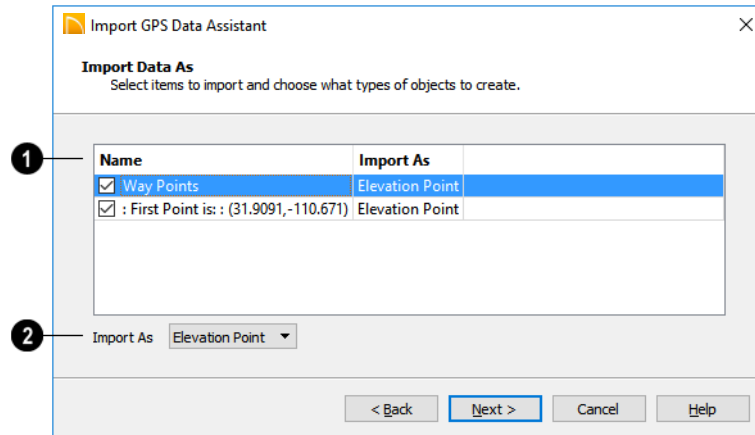 Import GPS Data Assistant
Import Data As
Select items to import and choose what types of objects to create.
1
Name Import As
Way Points Elevation Point
: First Point is: : (31.9091,-110.671) Elevation Point
2 Import As Elevation Point
< Back Next > Cancel Help